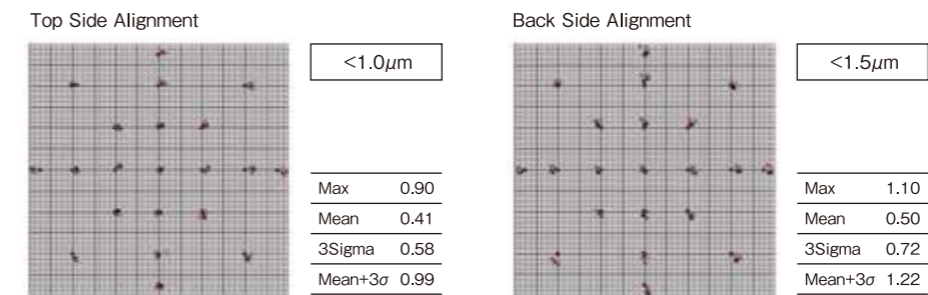 Top Side Alignment
<1.0μm
Max 0.90
Mean 0.41
3Sigma 0.58
Mean+3σ 0.99
Back Side Alignment
<1.5μm
Max 1.10
Mean 0.50
3Sigma 0.72
Mean+3σ 1.22